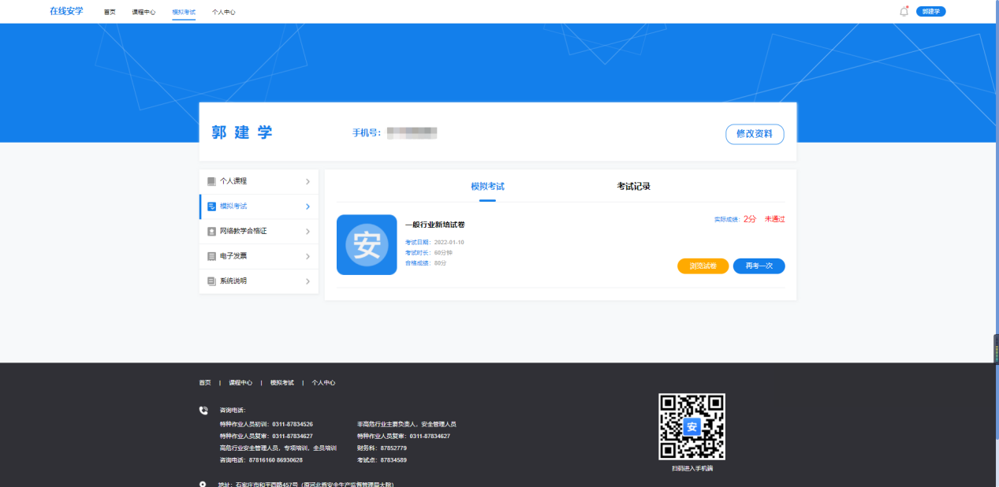 在线安学 首页 课程中心 模拟考试 个人中心 郭建学
郭建学 手机号： 修改资料
个人课程
模拟考试
网络教学合格证
电子发票
系统说明
模拟考试 考试记录
安
一般行业新培试卷
考试日期：2022-01-10
考试时长：60分钟
合格成绩：80分
实际成绩：2分 未通过
浏览试卷 再考一次
首页 | 课程中心 | 模拟考试 | 个人中心
咨询电话：
特种作业人员初训：0311-87834526 非高危行业主要负责人，安全管理人员
特种作业人员复审：0311-87834627 特种作业人员复审：0311-87834627
高危行业安全管理人员，专项培训，全员培训 财务科：87852779
咨询电话：87816160 86930628 考试点：87834589
安
扫码进入手机端
地址：石家庄市和平西路457号（原河北省安全生产监督管理局大院）